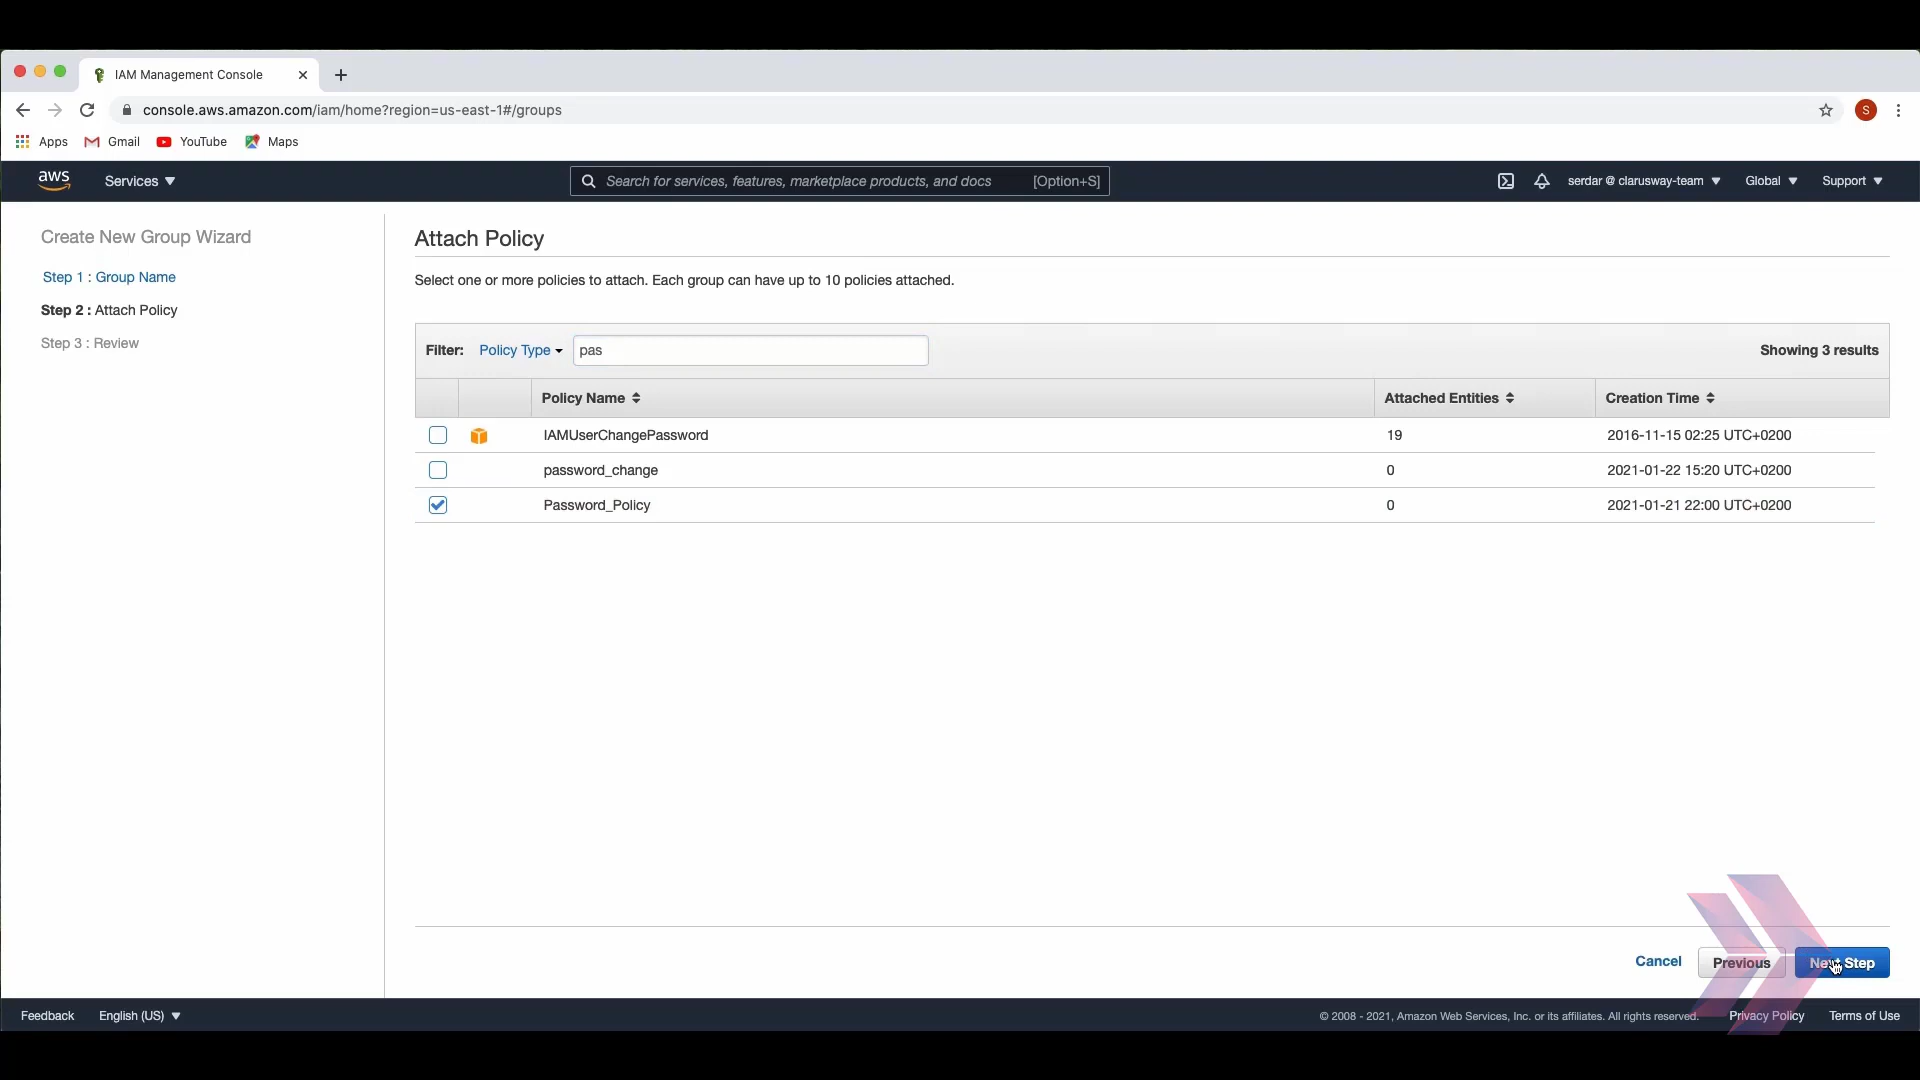 IAM Management Console
console.aws.amazon.com/iam/home?region=us-east-1#/groups
S
Apps Gmail YouTube Maps
aws Services Search for services, features, marketplace products, and docs [Option+S] serdar @ clarusway-team Global Support
Create New Group Wizard
Step 1 : Group Name
Step 2 : Attach Policy
Step 3 : Review
Attach Policy
Select one or more policies to attach. Each group can have up to 10 policies attached.
Filter: Policy Type pas Showing 3 results
Policy Name Attached Entities Creation Time
IAMUserChangePassword 19 2016-11-15 02:25 UTC+0200
password_change 0 2021-01-22 15:20 UTC+0200
Password_Policy 0 2021-01-21 22:00 UTC+0200
Cancel Previous Next Step
Feedback English (US) © 2008 - 2021, Amazon Web Services, Inc. or its affiliates. All rights reserved. Privacy Policy Terms of Use